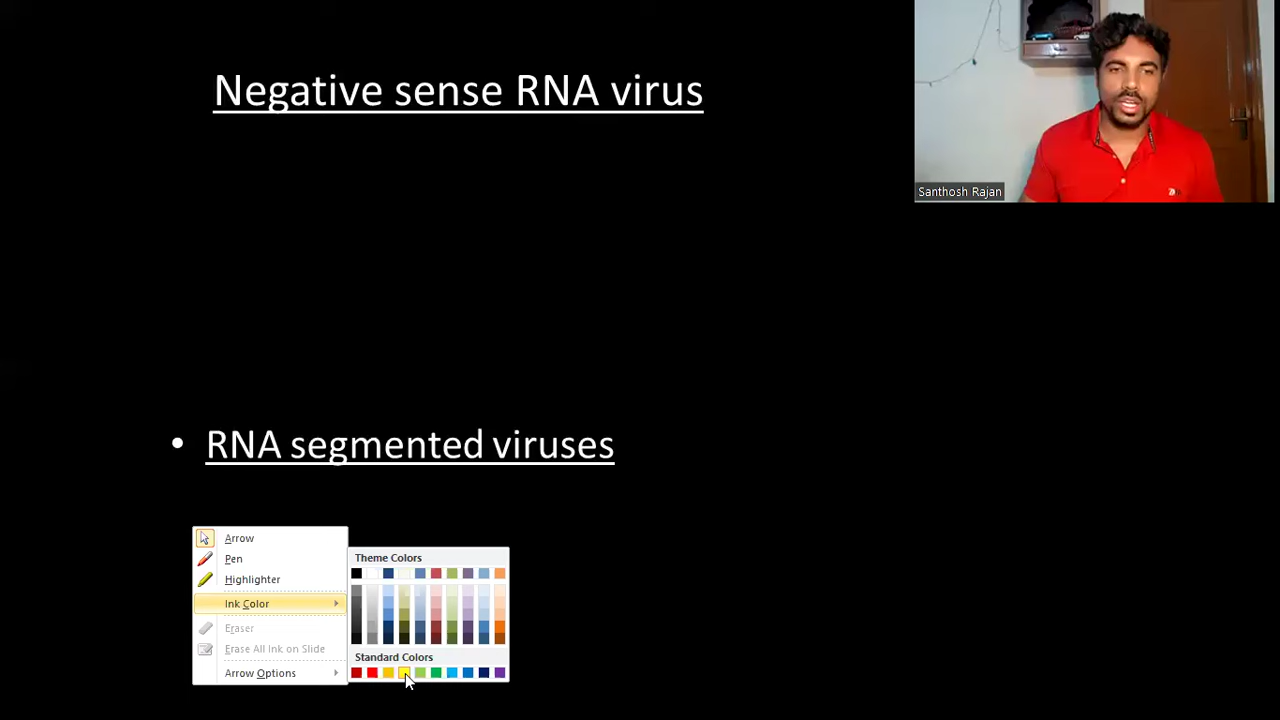 Negative sense RNA virus
Santhosh Rajan
• RNA segmented viruses
Arrow
Pen
Highlighter
Ink Color
Eraser
Erase All Ink on Slide
Arrow Options
Theme Colors
Standard Colors